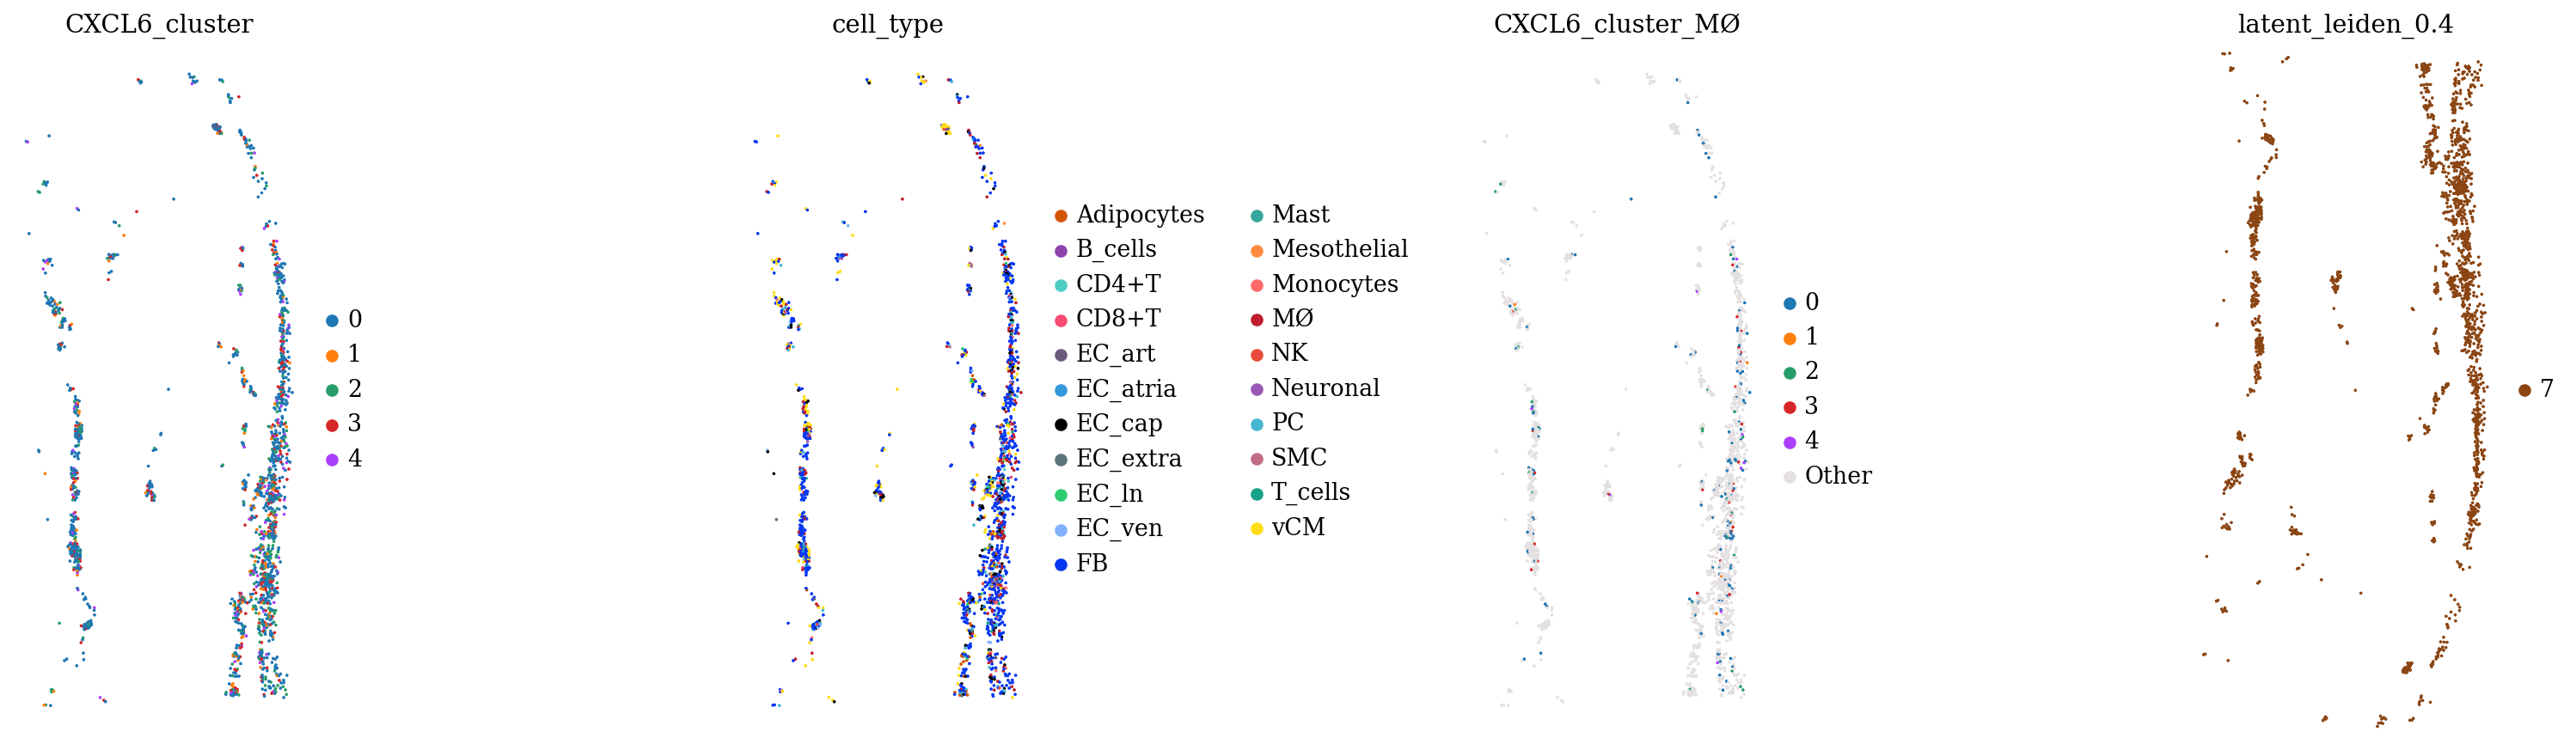 CXCL6_cluster
0
1
2
3
4
cell_type
Adipocytes
B_cells
CD4+T
CD8+T
EC_art
EC_atria
EC_cap
EC_extra
EC_ln
EC_ven
FB
Mast
Mesothelial
Monocytes
MØ
NK
Neuronal
PC
SMC
T_cells
vCM
CXCL6_cluster_MØ
0
1
2
3
4
Other
latent_leiden_0.4
7